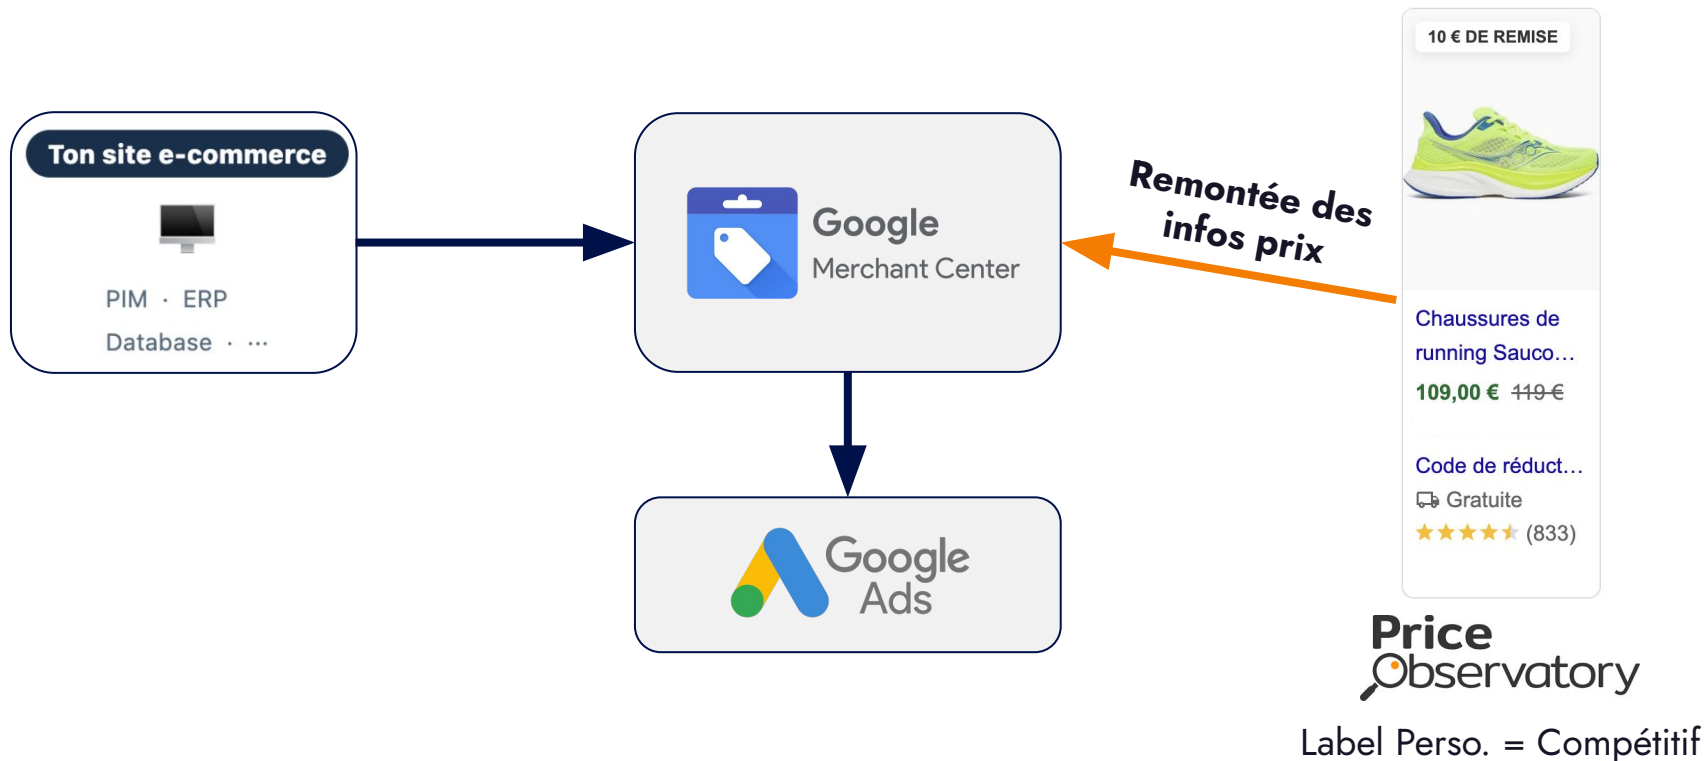 Ton site e-commerce
PIM · ERP
Database · ...
Google
Merchant Center
Google
Ads
Remontée des
infos prix
10 € DE REMISE
Chaussures de
running Sauco...
109,00 € 119 €
Code de réduct...
Gratuite
(833)
Price
Observatory
Label Perso. = Compétitif